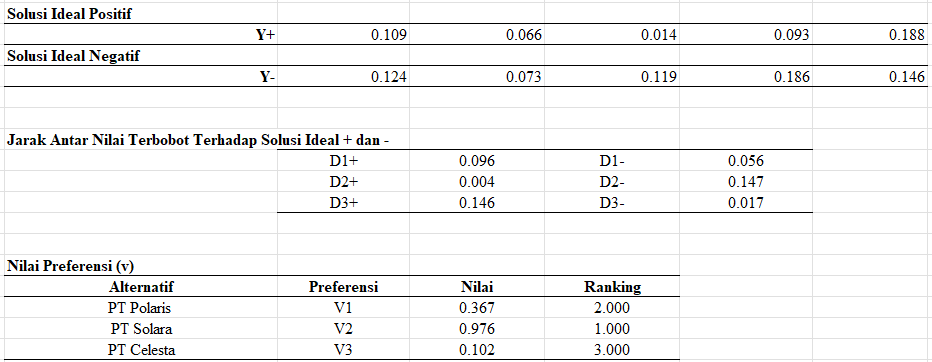 Solusi Ideal Positif
Y+ 0.109 0.066 0.014 0.093 0.188
Solusi Ideal Negatif
Y- 0.124 0.073 0.119 0.186 0.146
Jarak Antar Nilai Terbobot Terhadap Solusi Ideal + dan -
D1+ 0.096 D1- 0.056
D2+ 0.004 D2- 0.147
D3+ 0.146 D3- 0.017
Nilai Preferensi (v)
Alternatif Preferensi Nilai Ranking
PT Polaris V1 0.367 2.000
PT Solara V2 0.976 1.000
PT Celesta V3 0.102 3.000